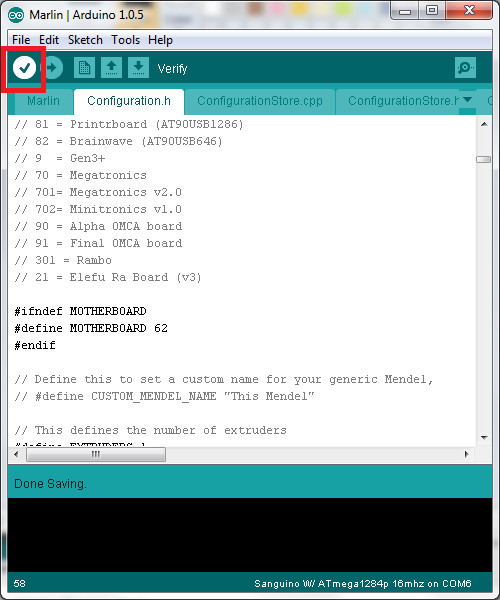 Marlin | Arduino 1.0.5
File Edit Sketch Tools Help
Verify
Marlin Configuration.h ConfigurationStore.cpp ConfigurationStore.h
// 81 = Printrboard (AT90USB1286)
// 82 = Brainwave (AT90USB646)
// 9  = Gen3+
// 70 = Megatronics
// 701= Megatronics v2.0
// 702= Minitronics v1.0
// 90 = Alpha OMCA board
// 91 = Final OMCA board
// 301 = Rambo
// 21 = Elefu Ra Board (v3)
#ifndef MOTHERBOARD
#define MOTHERBOARD 62
#endif
// Define this to set a custom name for your generic Mendel,
// #define CUSTOM_MENDEL_NAME "This Mendel"
// This defines the number of extruders
#define EXTRUDERS 1
Done Saving.
58 Sanguino W/ ATmega1284p 16mhz on COM6